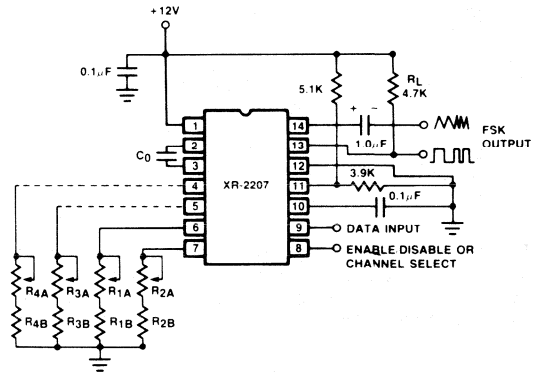 +12V
0.1μF
5.1K
RL
4.7K
1
14
+ −
FSK
OUTPUT
2
13
1.0μF
C0
3
12
3.9K
XR-2207
4
11
0.1μF
5
10
6
9
DATA INPUT
7
8
ENABLE-DISABLE OR
CHANNEL SELECT
R4A
R3A
R1A
R2A
R4B
R3B
R1B
R2B